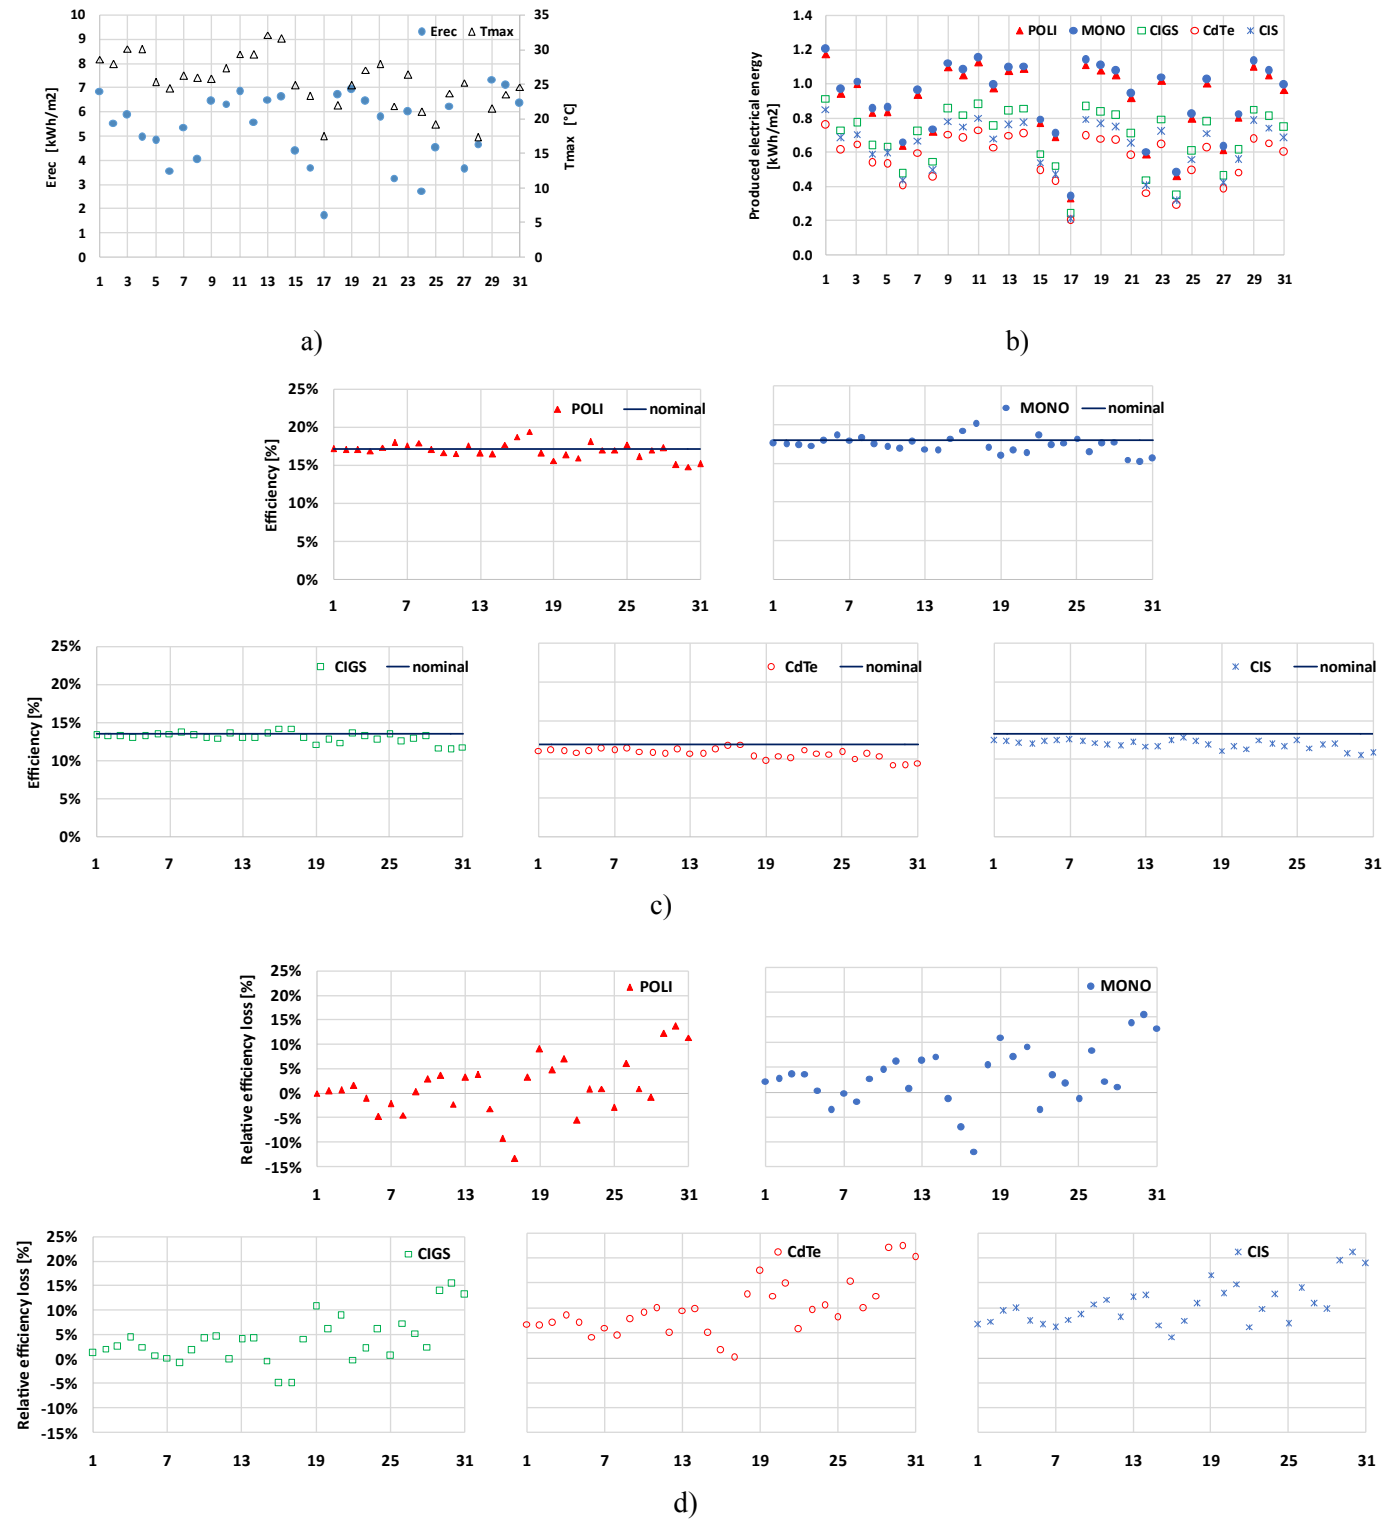 Erec [kWh/m2]
10
9
8
7
6
5
4
3
2
1
0
Erec Tmax
35
30
25
20
15
10
5
0
Tmax [°C]
1 3 5 7 9 11 13 15 17 19 21 23 25 27 29 31
a)
Produced electrical energy
[kWh/m2]
1.4
1.2
1.0
0.8
0.6
0.4
0.2
0.0
POLI MONO CIGS CdTe CIS
1 3 5 7 9 11 13 15 17 19 21 23 25 27 29 31
b)
Efficiency [%]
25%
20%
15%
10%
5%
0%
POLI nominal
1 7 13 19 25 31
MONO nominal
1 7 13 19 25 31
Efficiency [%]
25%
20%
15%
10%
5%
0%
CIGS nominal
1 7 13 19 25 31
CdTe nominal
1 7 13 19 25 31
CIS nominal
1 7 13 19 25 31
c)
Relative efficiency loss [%]
25%
20%
15%
10%
5%
0%
-5%
-10%
-15%
POLI
1 7 13 19 25 31
MONO
1 7 13 19 25 31
Relative efficiency loss [%]
25%
20%
15%
10%
5%
0%
-5%
-10%
-15%
CIGS
1 7 13 19 25 31
CdTe
1 7 13 19 25 31
CIS
1 7 13 19 25 31
d)